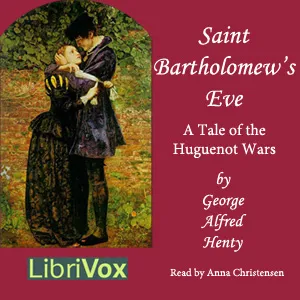 Saint
Bartholomew's
Eve
A Tale of the
Huguenot Wars
by
George
Alfred
Henty
LibriVox
Read by Anna Christensen